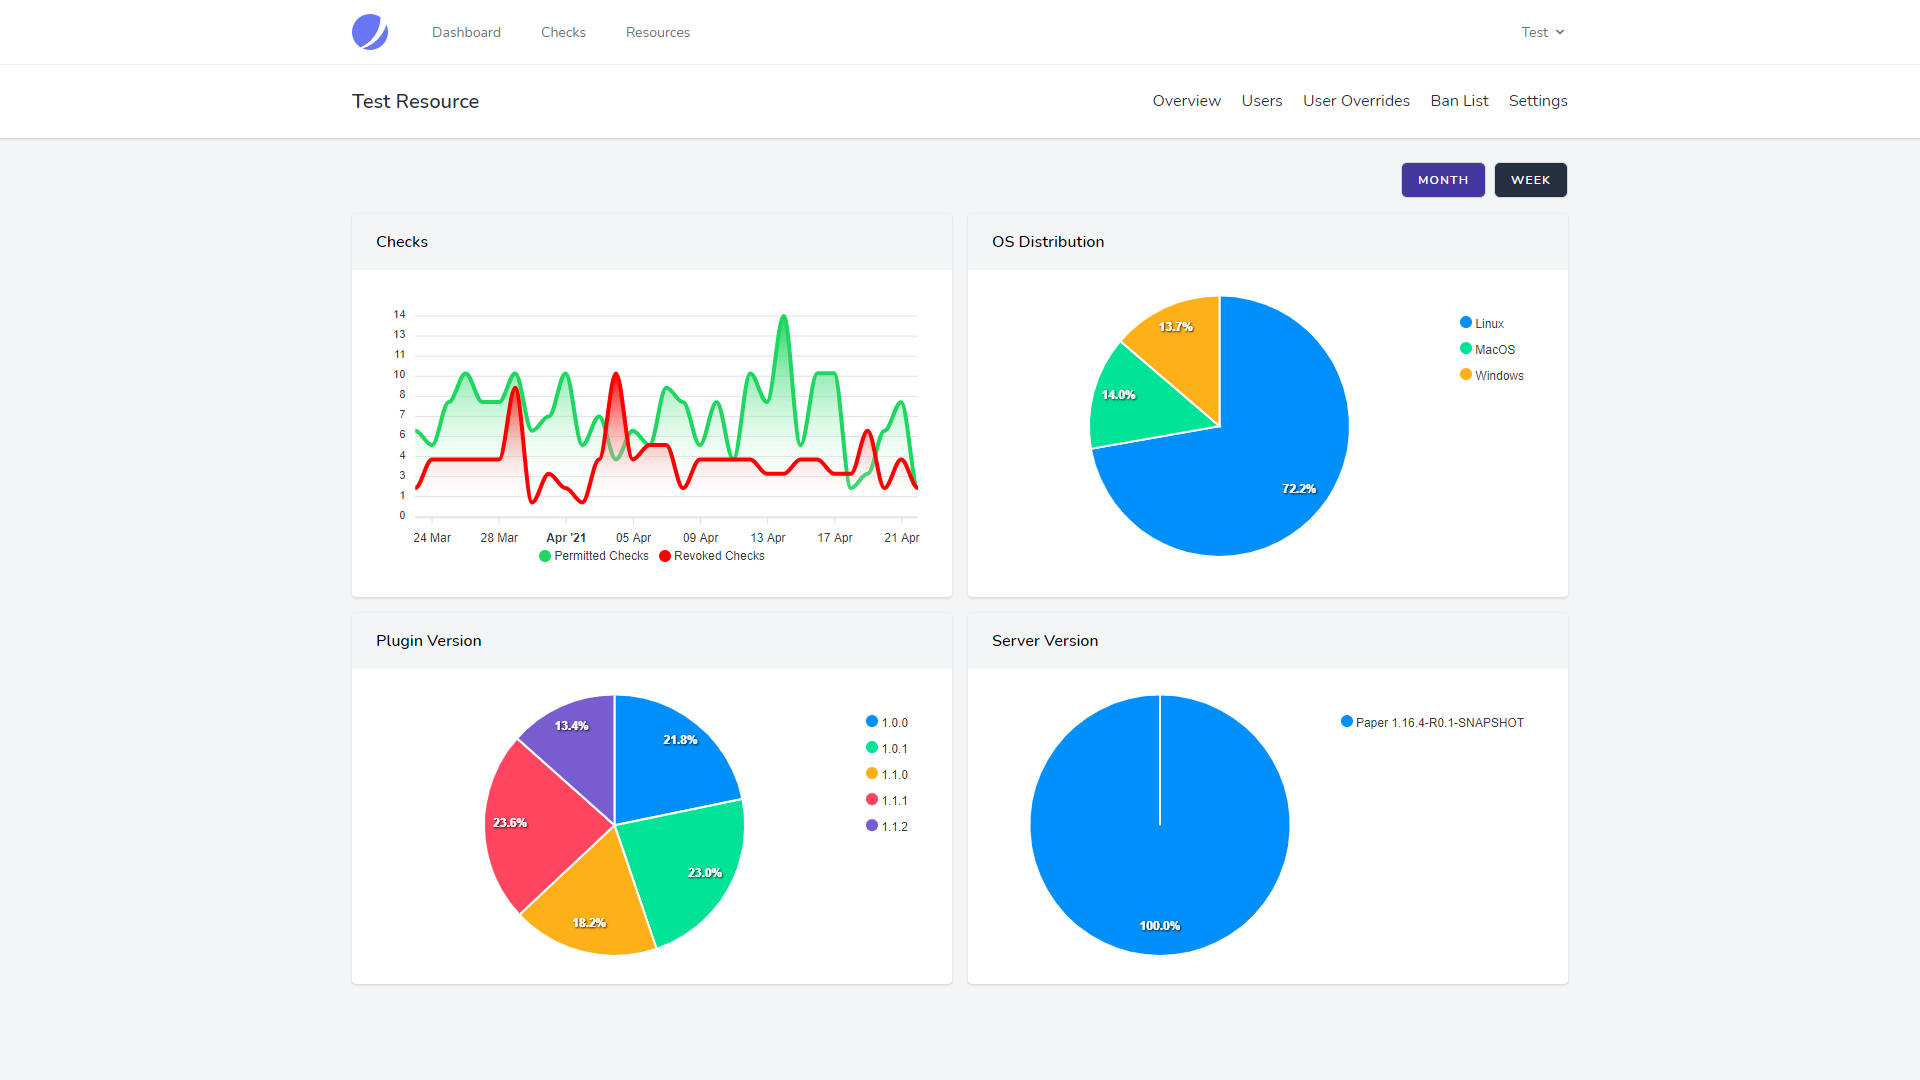 Dashboard Checks Resources Test
Test Resource
Overview Users User Overrides Ban List Settings
MONTH WEEK
Checks
14
13
11
10
8
7
6
4
3
1
0
24 Mar 28 Mar Apr '21 05 Apr 09 Apr 13 Apr 17 Apr 21 Apr
Permitted Checks Revoked Checks
OS Distribution
13.7%
14.0%
72.2%
Linux
MacOS
Windows
Plugin Version
13.4%
21.8%
23.6%
23.0%
18.2%
1.0.0
1.0.1
1.1.0
1.1.1
1.1.2
Server Version
100.0%
Paper 1.16.4-R0.1-SNAPSHOT